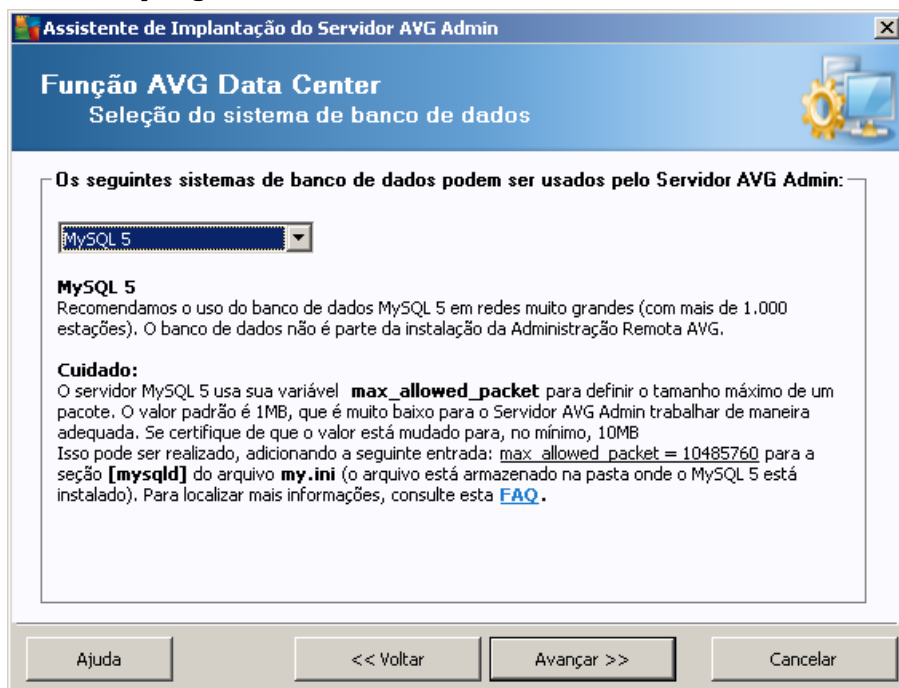 Assistente de Implantação do Servidor AVG Admin
Função AVG Data Center
Seleção do sistema de banco de dados
Os seguintes sistemas de banco de dados podem ser usados pelo Servidor AVG Admin:
MySQL 5
MySQL 5
Recomendamos o uso do banco de dados MySQL 5 em redes muito grandes (com mais de 1.000
estações). O banco de dados não é parte da instalação da Administração Remota AVG.
Cuidado:
O servidor MySQL 5 usa sua variável max_allowed_packet para definir o tamanho máximo de um
pacote. O valor padrão é 1MB, que é muito baixo para o Servidor AVG Admin trabalhar de maneira
adequada. Se certifique de que o valor está mudado para, no mínimo, 10MB
Isso pode ser realizado, adicionando a seguinte entrada: max_allowed_packet = 10485760 para a
seção [mysqld] do arquivo my.ini (o arquivo está armazenado na pasta onde o MySQL 5 está
instalado). Para localizar mais informações, consulte esta FAQ.
Ajuda << Voltar Avançar >> Cancelar